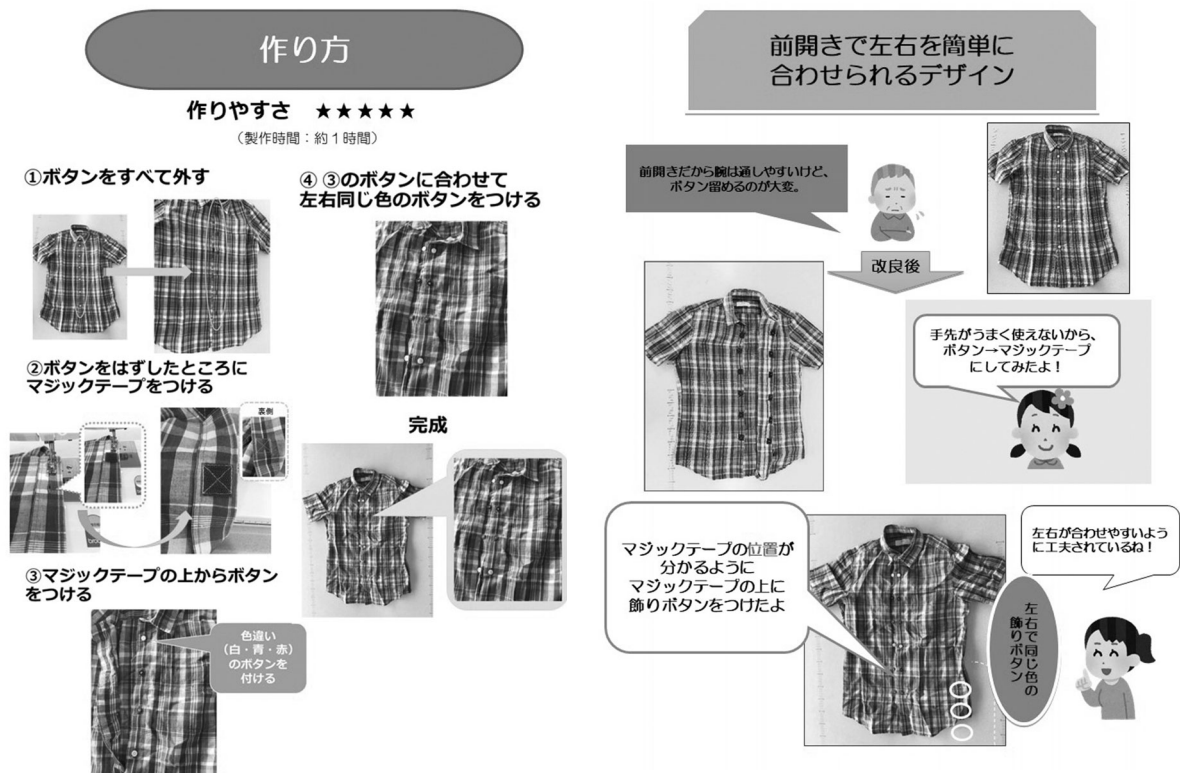 作り方
作りやすさ ★★★★★
（製作時間：約１時間）
①ボタンをすべて外す
②ボタンをはずしたところに
マジックテープをつける
裏側
③マジックテープの上からボタン
をつける
色違い
（白・青・赤）
のボタンを
付ける
④ ③のボタンに合わせて
左右同じ色のボタンをつける
完成
前開きで左右を簡単に
合わせられるデザイン
前開きだから腕は通しやすいけど、
ボタン留めるのが大変。
改良後
手先がうまく使えないから、
ボタン→マジックテープ
にしてみたよ！
マジックテープの位置が
分かるように
マジックテープの上に
飾りボタンをつけたよ
左右が合わせやすいよう
に工夫されているね！
左右で同じ色の
飾りボタン